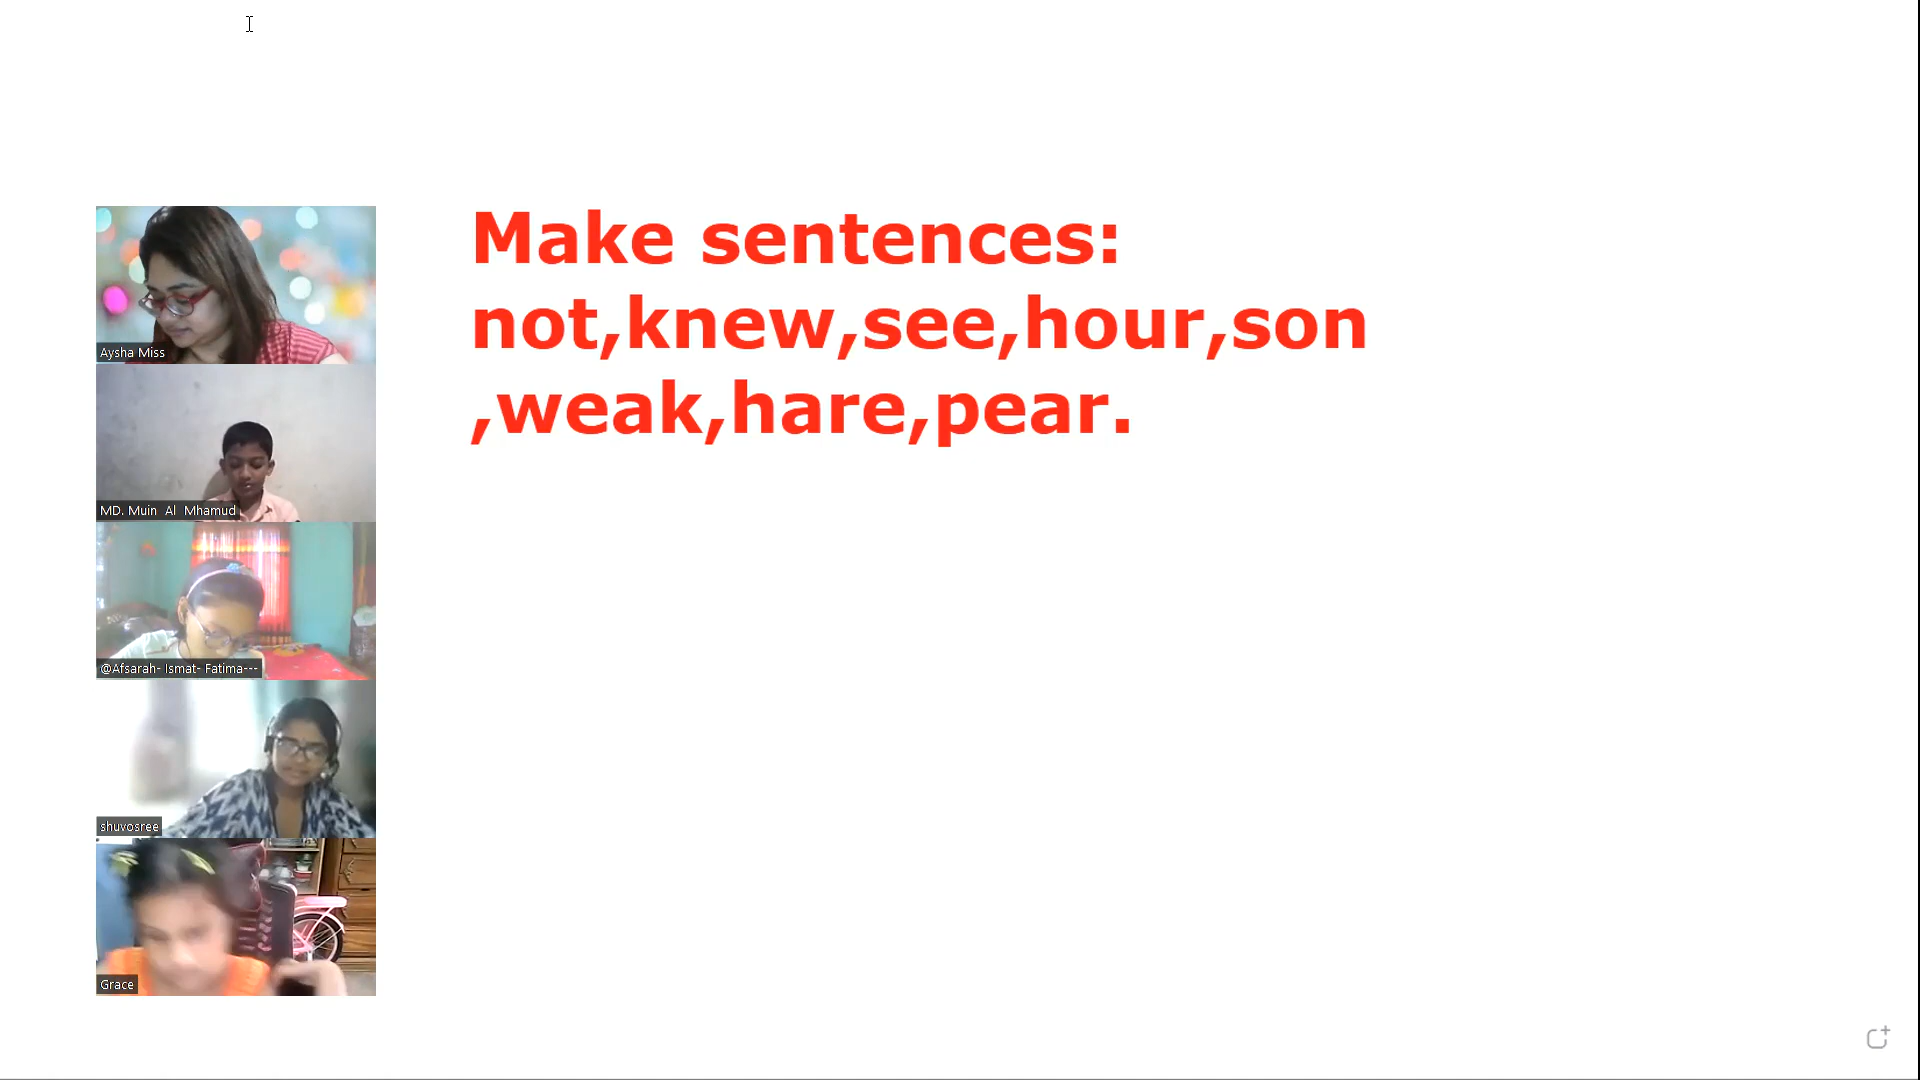 Make sentences:
not,knew,see,hour,son
,weak,hare,pear.
Aysha Miss
MD. Muin Al Mhamud
@Afsarah- Ismat- Fatima---
shuvosree
Grace